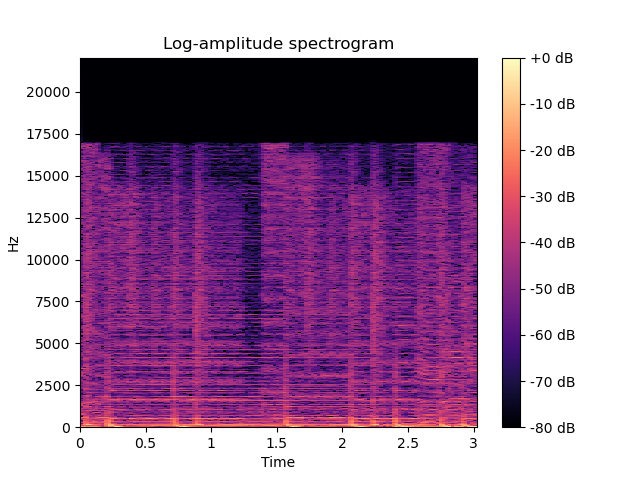 Log-amplitude spectrogram
Hz
20000
17500
15000
12500
10000
7500
5000
2500
0
0
0.5
1
1.5
2
2.5
3
Time
+0 dB
-10 dB
-20 dB
-30 dB
-40 dB
-50 dB
-60 dB
-70 dB
-80 dB